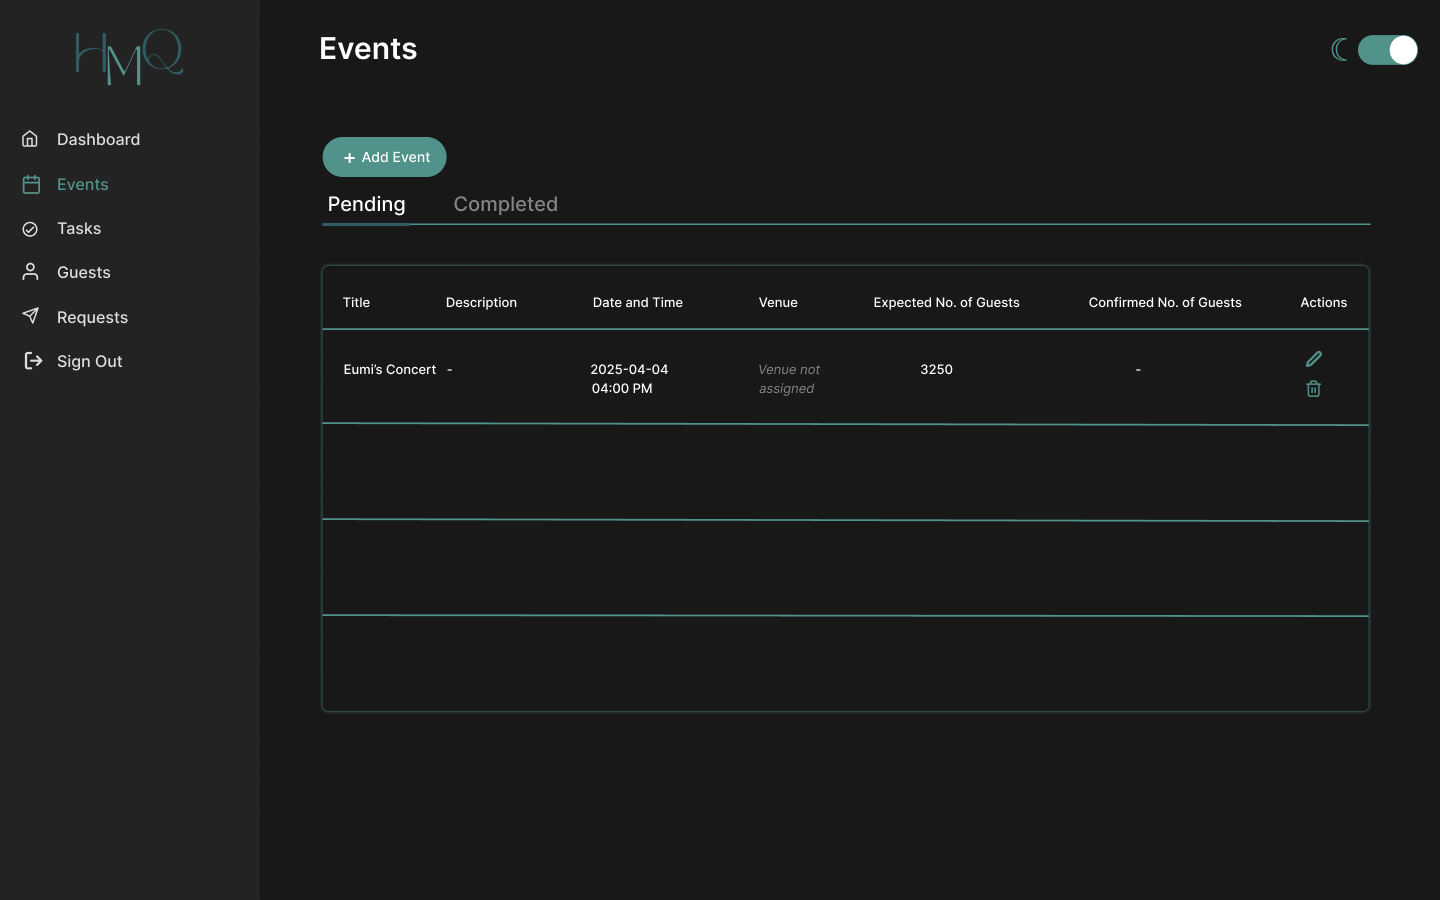 HMQ
Events
Dashboard
Events
Tasks
Guests
Requests
Sign Out
+ Add Event
Pending Completed
Title Description Date and Time Venue Expected No. of Guests Confirmed No. of Guests Actions
Eumi’s Concert - 2025-04-04 Venue not 3250 -
04:00 PM assigned